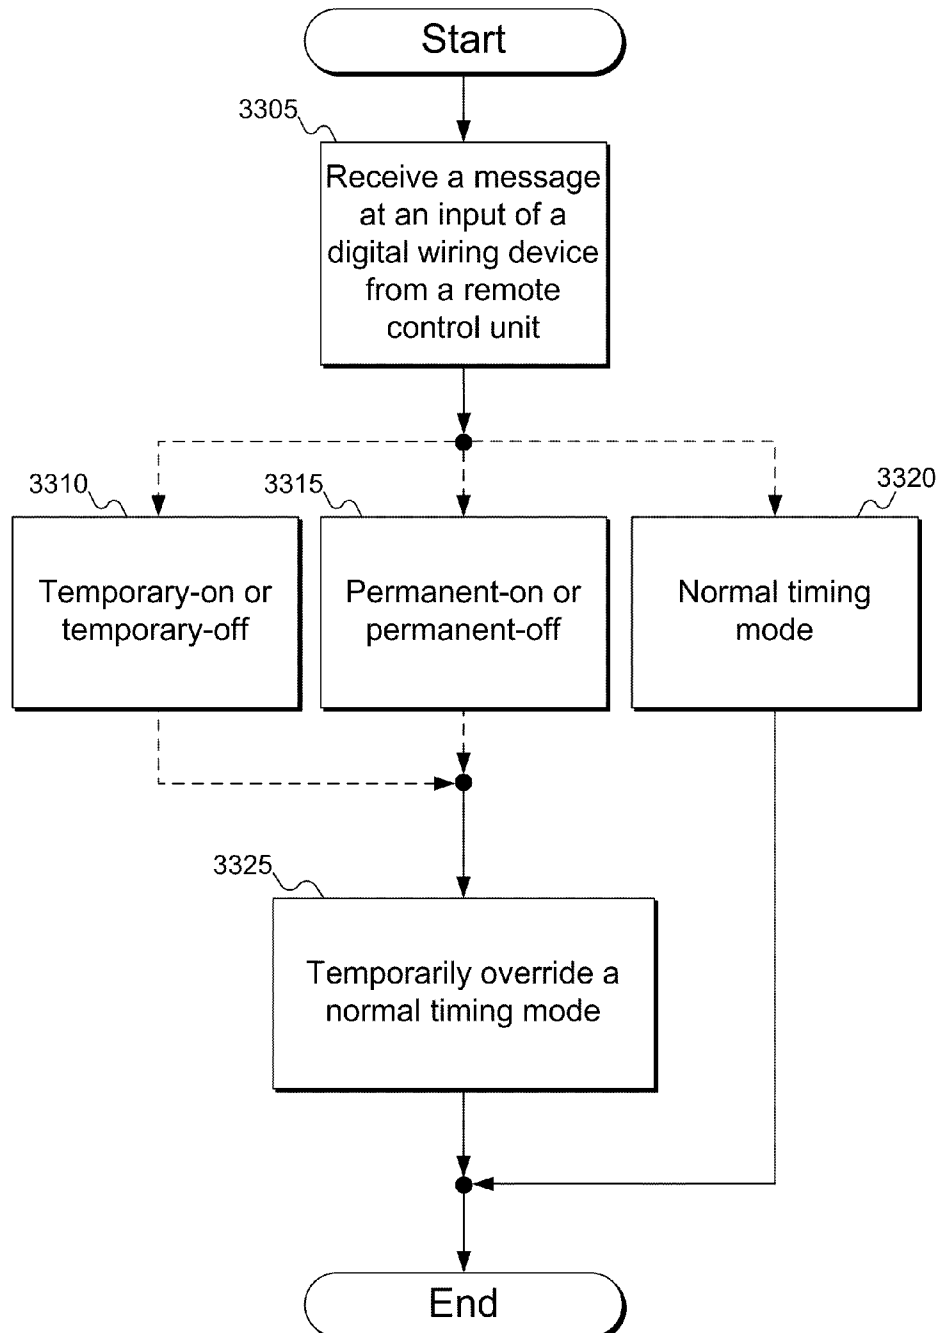 Start
3305
Receive a message
at an input of a
digital wiring device
from a remote
control unit
3310
3315
3320
Temporary-on or
temporary-off
Permanent-on or
permanent-off
Normal timing
mode
3325
Temporarily override a
normal timing mode
End